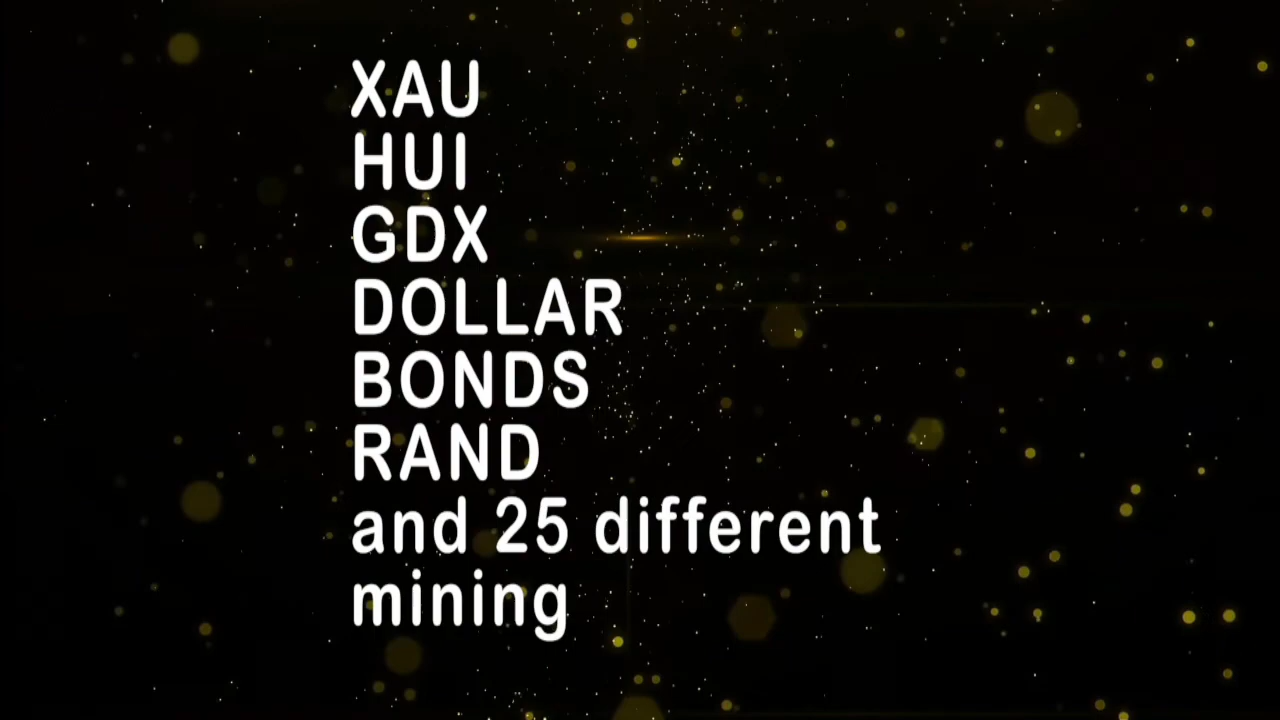 XAU
HUI
GDX
DOLLAR
BONDS
RAND
and 25 different
mining